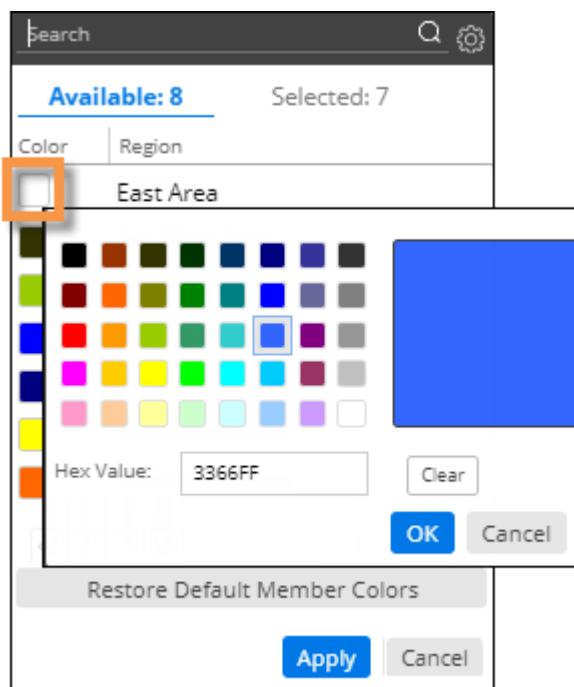 Search
Available: 8 Selected: 7
Color Region
East Area
Hex Value: 3366FF Clear
OK Cancel
Restore Default Member Colors
Apply Cancel